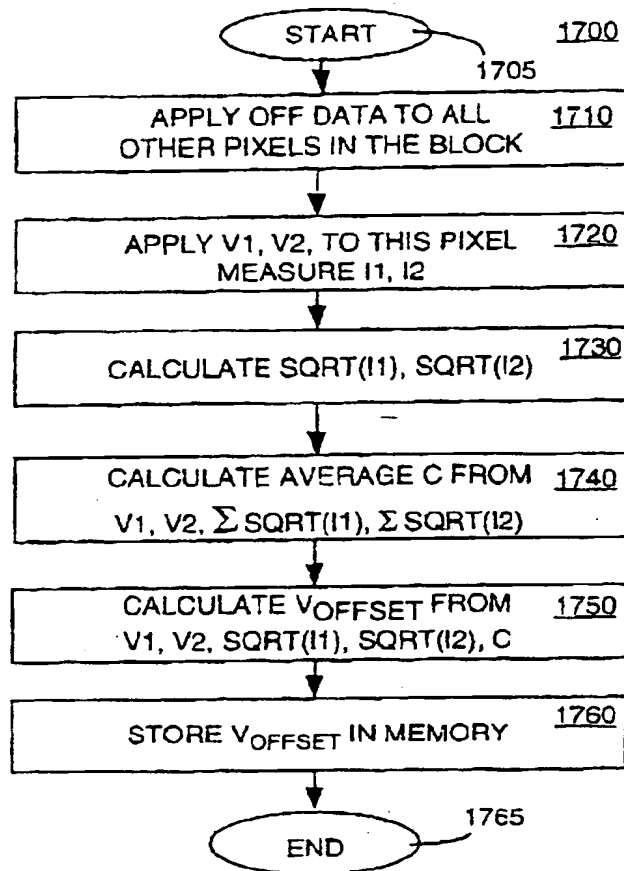 START
1700
1705
APPLY OFF DATA TO ALL 1710
OTHER PIXELS IN THE BLOCK
APPLY V1, V2, TO THIS PIXEL 1720
MEASURE I1, I2
1730
CALCULATE SQRT(I1), SQRT(I2)
CALCULATE AVERAGE C FROM 1740
V1, V2, Σ SQRT(I1), Σ SQRT(I2)
CALCULATE VOFFSET FROM 1750
V1, V2, SQRT(I1), SQRT(I2), C
1760
STORE VOFFSET IN MEMORY
1765
END